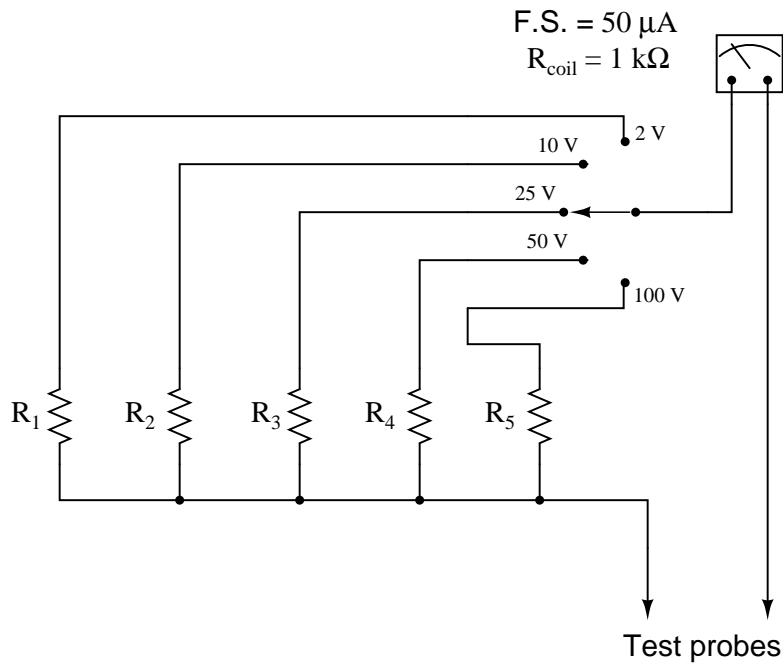 F.S. = 50 μA
R_coil = 1 kΩ
2 V
10 V
25 V
50 V
100 V
R_1 R_2 R_3 R_4 R_5
Test probes